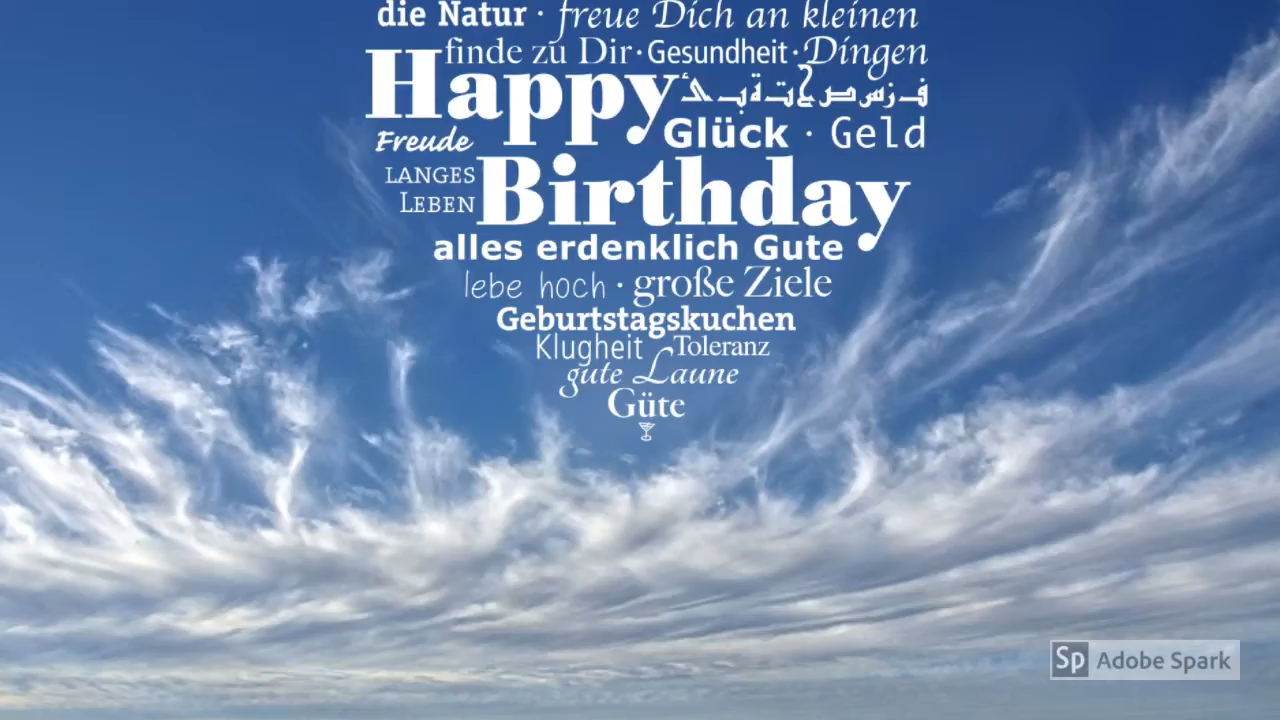 die Natur · freue Dich an kleinen
finde zu Dir · Gesundheit · Dingen
Happy
Freude
Glück · Geld
LANGES
LEBEN
Birthday
alles erdenklich Gute
lebe hoch · große Ziele
Geburtstagskuchen
Klugheit Toleranz
gute Laune
Güte
Sp Adobe Spark